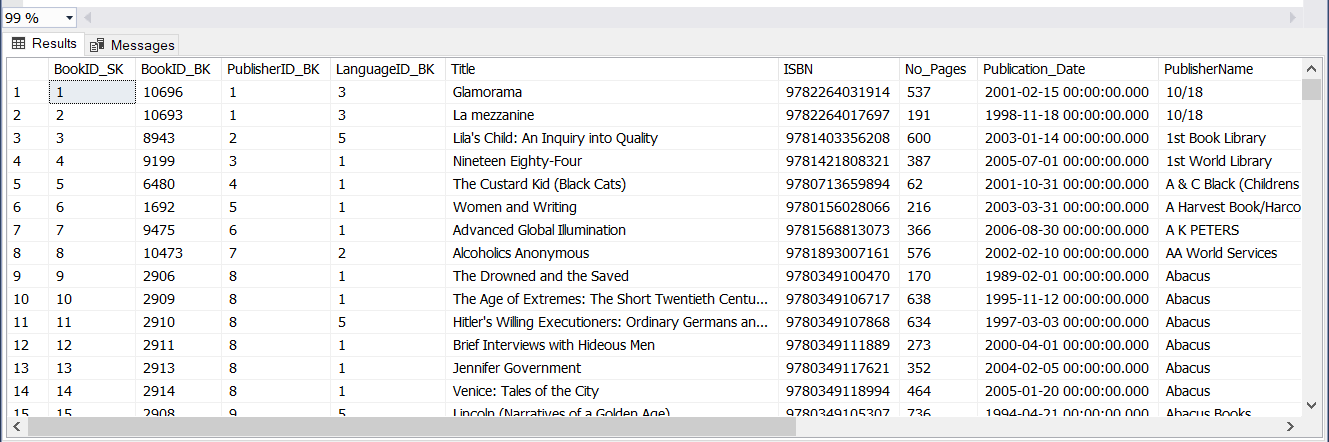 99 %
Results Messages
BookID_SK BookID_BK PublisherID_BK LanguageID_BK Title ISBN No_Pages Publication_Date PublisherName
1 1 10696 1 3 Glamorama 9782264031914 537 2001-02-15 00:00:00.000 10/18
2 2 10693 1 3 La mezzanine 9782264017697 191 1998-11-18 00:00:00.000 10/18
3 3 8943 2 5 Lila's Child: An Inquiry into Quality 9781403356208 600 2003-01-14 00:00:00.000 1st Book Library
4 4 9199 3 1 Nineteen Eighty-Four 9781421808321 387 2005-07-01 00:00:00.000 1st World Library
5 5 6480 4 1 The Custard Kid (Black Cats) 9780713659894 62 2001-10-31 00:00:00.000 A & C Black (Childrens
6 6 1692 5 1 Women and Writing 9780156028066 216 2003-03-31 00:00:00.000 A Harvest Book/Harco
7 7 9475 6 1 Advanced Global Illumination 9781568813073 366 2006-08-30 00:00:00.000 A K PETERS
8 8 10473 7 2 Alcoholics Anonymous 9781893007161 576 2002-02-10 00:00:00.000 AA World Services
9 9 2906 8 1 The Drowned and the Saved 9780349100470 170 1989-02-01 00:00:00.000 Abacus
10 10 2909 8 1 The Age of Extremes: The Short Twentieth Centu... 9780349106717 638 1995-11-12 00:00:00.000 Abacus
11 11 2910 8 5 Hitler's Willing Executioners: Ordinary Germans an... 9780349107868 634 1997-03-03 00:00:00.000 Abacus
12 12 2911 8 1 Brief Interviews with Hideous Men 9780349111889 273 2000-04-01 00:00:00.000 Abacus
13 13 2913 8 1 Jennifer Government 9780349117621 352 2004-02-05 00:00:00.000 Abacus
14 14 2914 8 1 Venice: Tales of the City 9780349118994 464 2005-01-20 00:00:00.000 Abacus
15 15 2908 9 5 Lincoln (Narratives of a Golden Age) 9780349105307 736 1994-04-21 00:00:00.000 Abacus Books